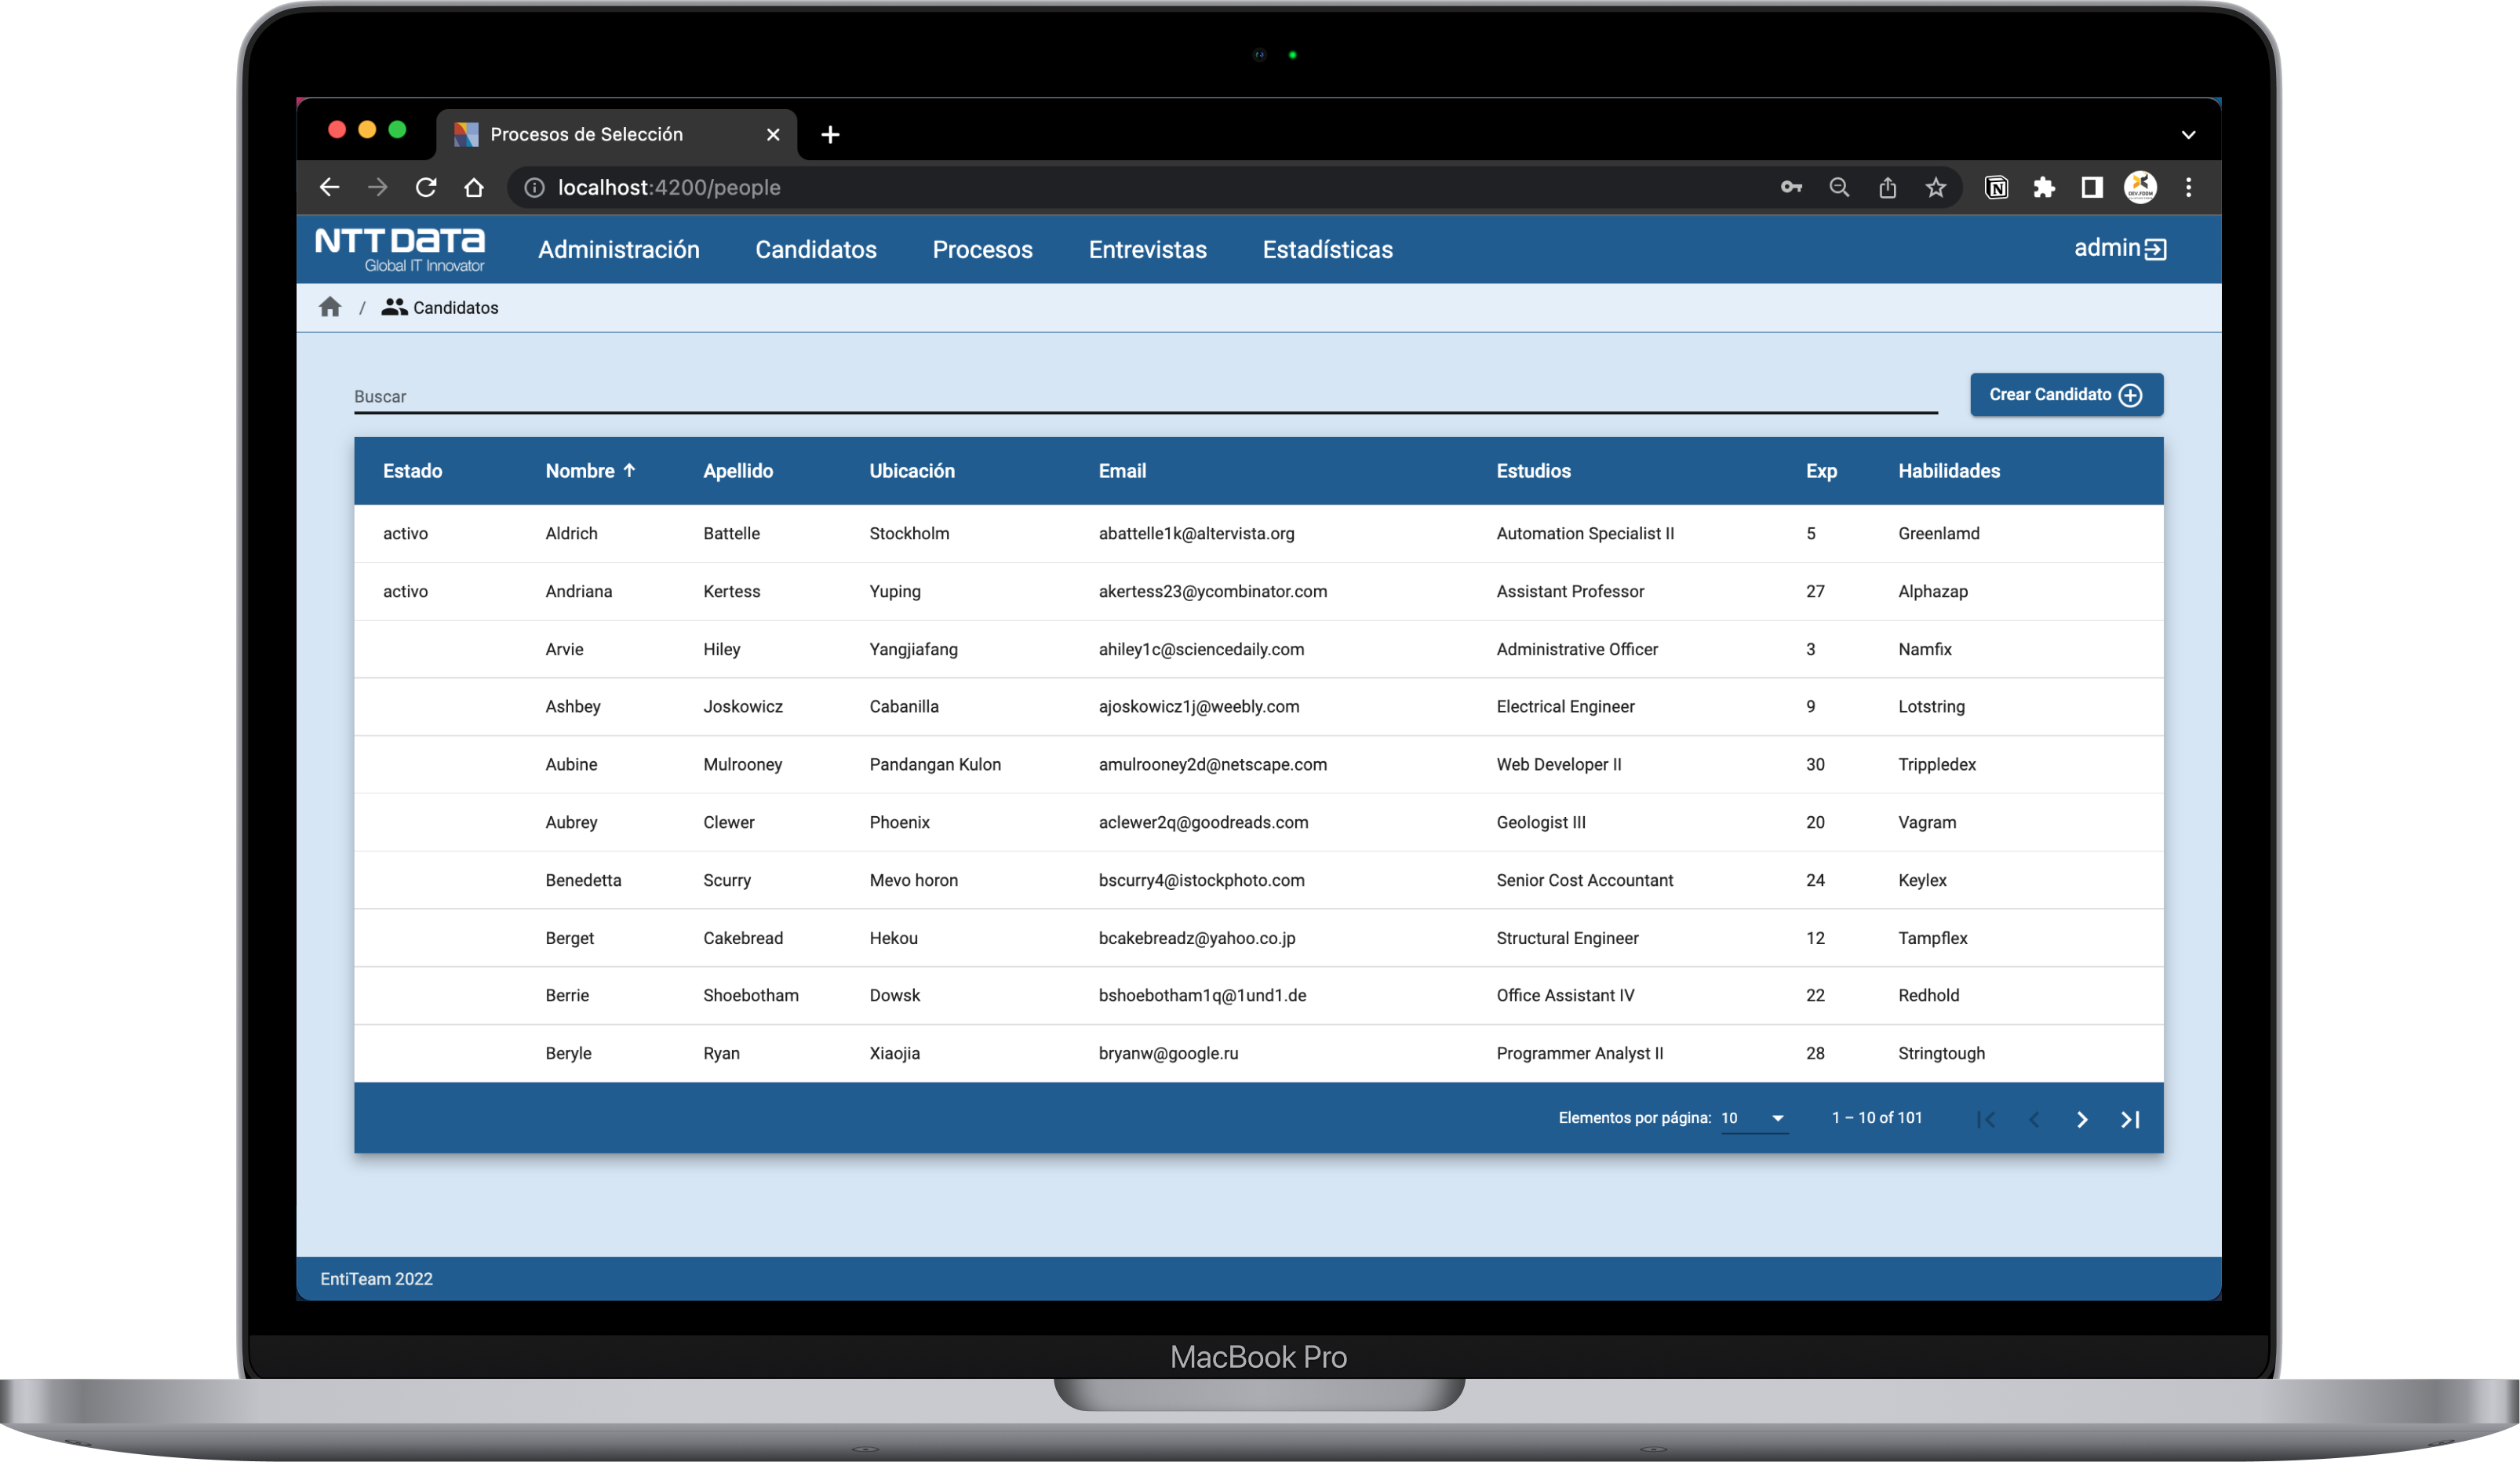 Procesos de Selección
localhost:4200/people
NTT DATA
Global IT Innovator
Administración Candidatos Procesos Entrevistas Estadísticas admin
/ Candidatos
Buscar
Crear Candidato
Estado Nombre Apellido Ubicación Email Estudios Exp Habilidades
activo Aldrich Battelle Stockholm abattelle1k@altervista.org Automation Specialist II 5 Greenlamd
activo Andriana Kertess Yuping akertess23@ycombinator.com Assistant Professor 27 Alphazap
Arvie Hiley Yangjiafang ahiley1c@sciencedaily.com Administrative Officer 3 Namfix
Ashbey Joskowicz Cabanilla ajoskowicz1j@weebly.com Electrical Engineer 9 Lotstring
Aubine Mulrooney Pandangan Kulon amulrooney2d@netscape.com Web Developer II 30 Trippledex
Aubrey Clewer Phoenix aclewer2q@goodreads.com Geologist III 20 Vagram
Benedetta Scurry Mevo horon bscurry4@istockphoto.com Senior Cost Accountant 24 Keylex
Berget Cakebread Hekou bcakebreadz@yahoo.co.jp Structural Engineer 12 Tampflex
Berrie Shoebotham Dowsk bshoebotham1q@1und1.de Office Assistant IV 22 Redhold
Beryle Ryan Xiaojia bryanw@google.ru Programmer Analyst II 28 Stringtough
Elementos por página: 10 1 – 10 of 101
EntiTeam 2022
MacBook Pro